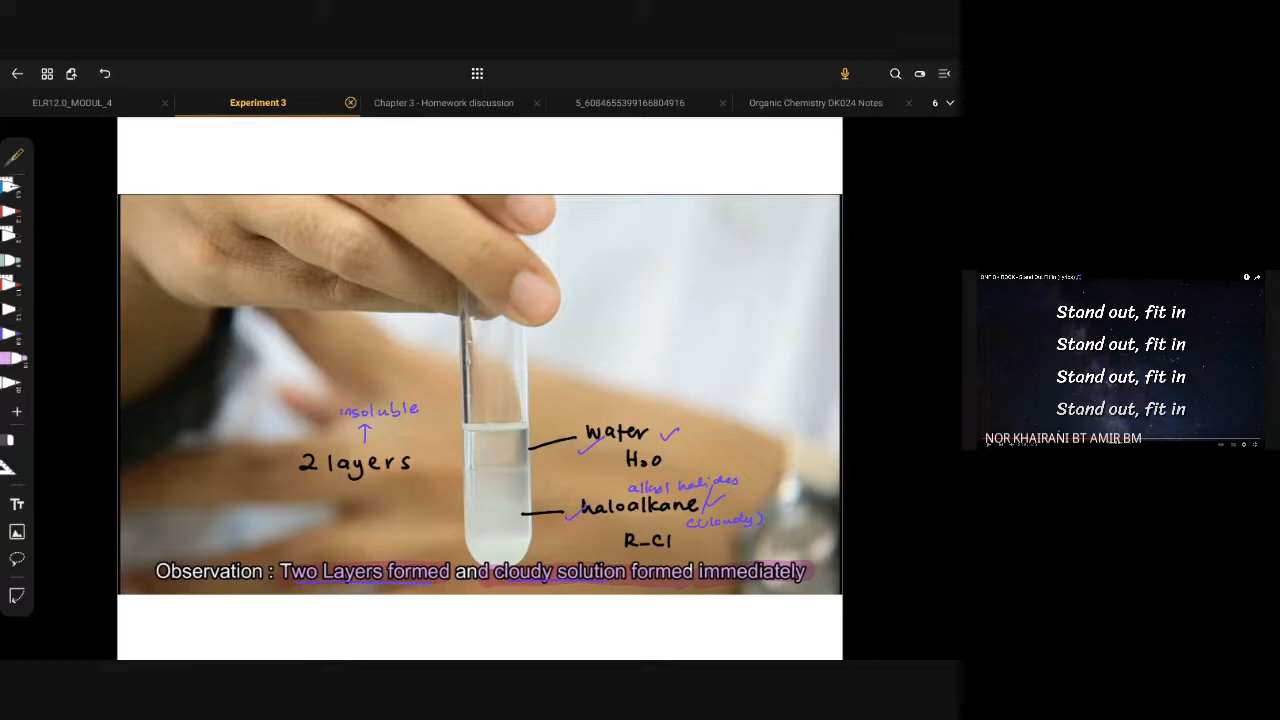 ELR12.0_MODUL_4
Experiment 3
Chapter 3 - Homework discussion
5_6084655399166804916
Organic Chemistry DK024 Notes
6
insoluble
2 layers
water
H₂O
alkyl halides
haloalkane
(cloudy)
R-Cl
Observation : Two Layers formed and cloudy solution formed immediately
Tt
Stand out, fit in
Stand out, fit in
Stand out, fit in
Stand out, fit in
NOR KHAIRANI BT AMIR BM